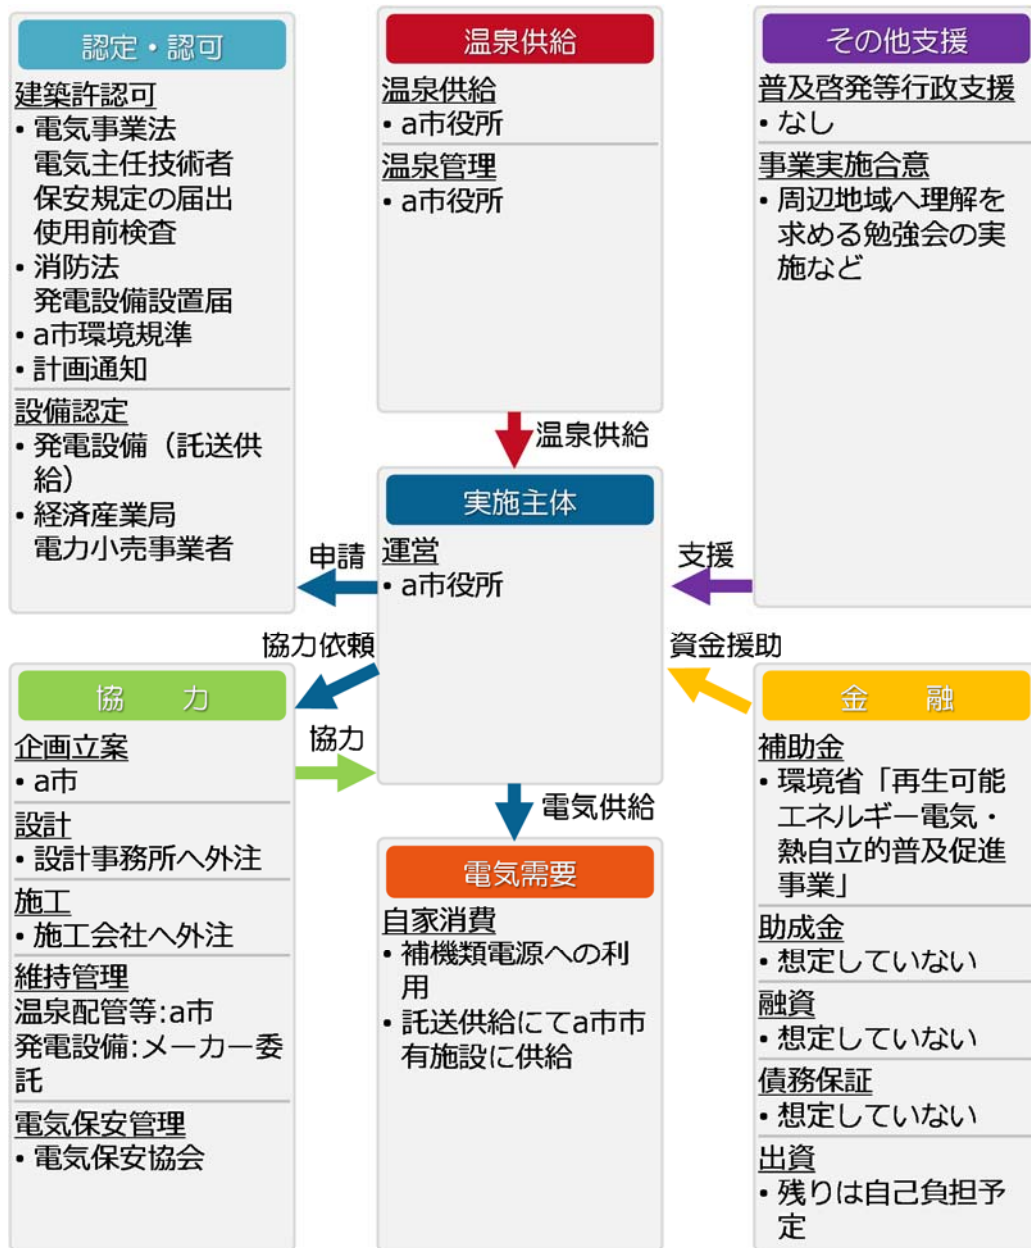 認定・認可
建築許認可
・電気事業法
電気主任技術者
保安規定の届出
使用前検査
・消防法
発電設備設置届
・a市環境規準
・計画通知
設備認定
・発電設備（託送供
給）
・経済産業局
電力小売事業者
温泉供給
温泉供給
・a市役所
温泉管理
・a市役所
その他支援
普及啓発等行政支援
・なし
事業実施合意
・周辺地域へ理解を
求める勉強会の実
施など
温泉供給
実施主体
運営
・a市役所
申請
支援
協力依頼
資金援助
協力
電気供給
協　力
企画立案
・a市
設計
・設計事務所へ外注
施工
・施工会社へ外注
維持管理
温泉配管等:a市
発電設備:メーカー委
託
電気保安管理
・電気保安協会
電気需要
自家消費
・補機類電源への利
用
・託送供給にてa市市
有施設に供給
金　融
補助金
・環境省「再生可能
エネルギー電気・
熱自立的普及促進
事業」
助成金
・想定していない
融資
・想定していない
債務保証
・想定していない
出資
・残りは自己負担予
定